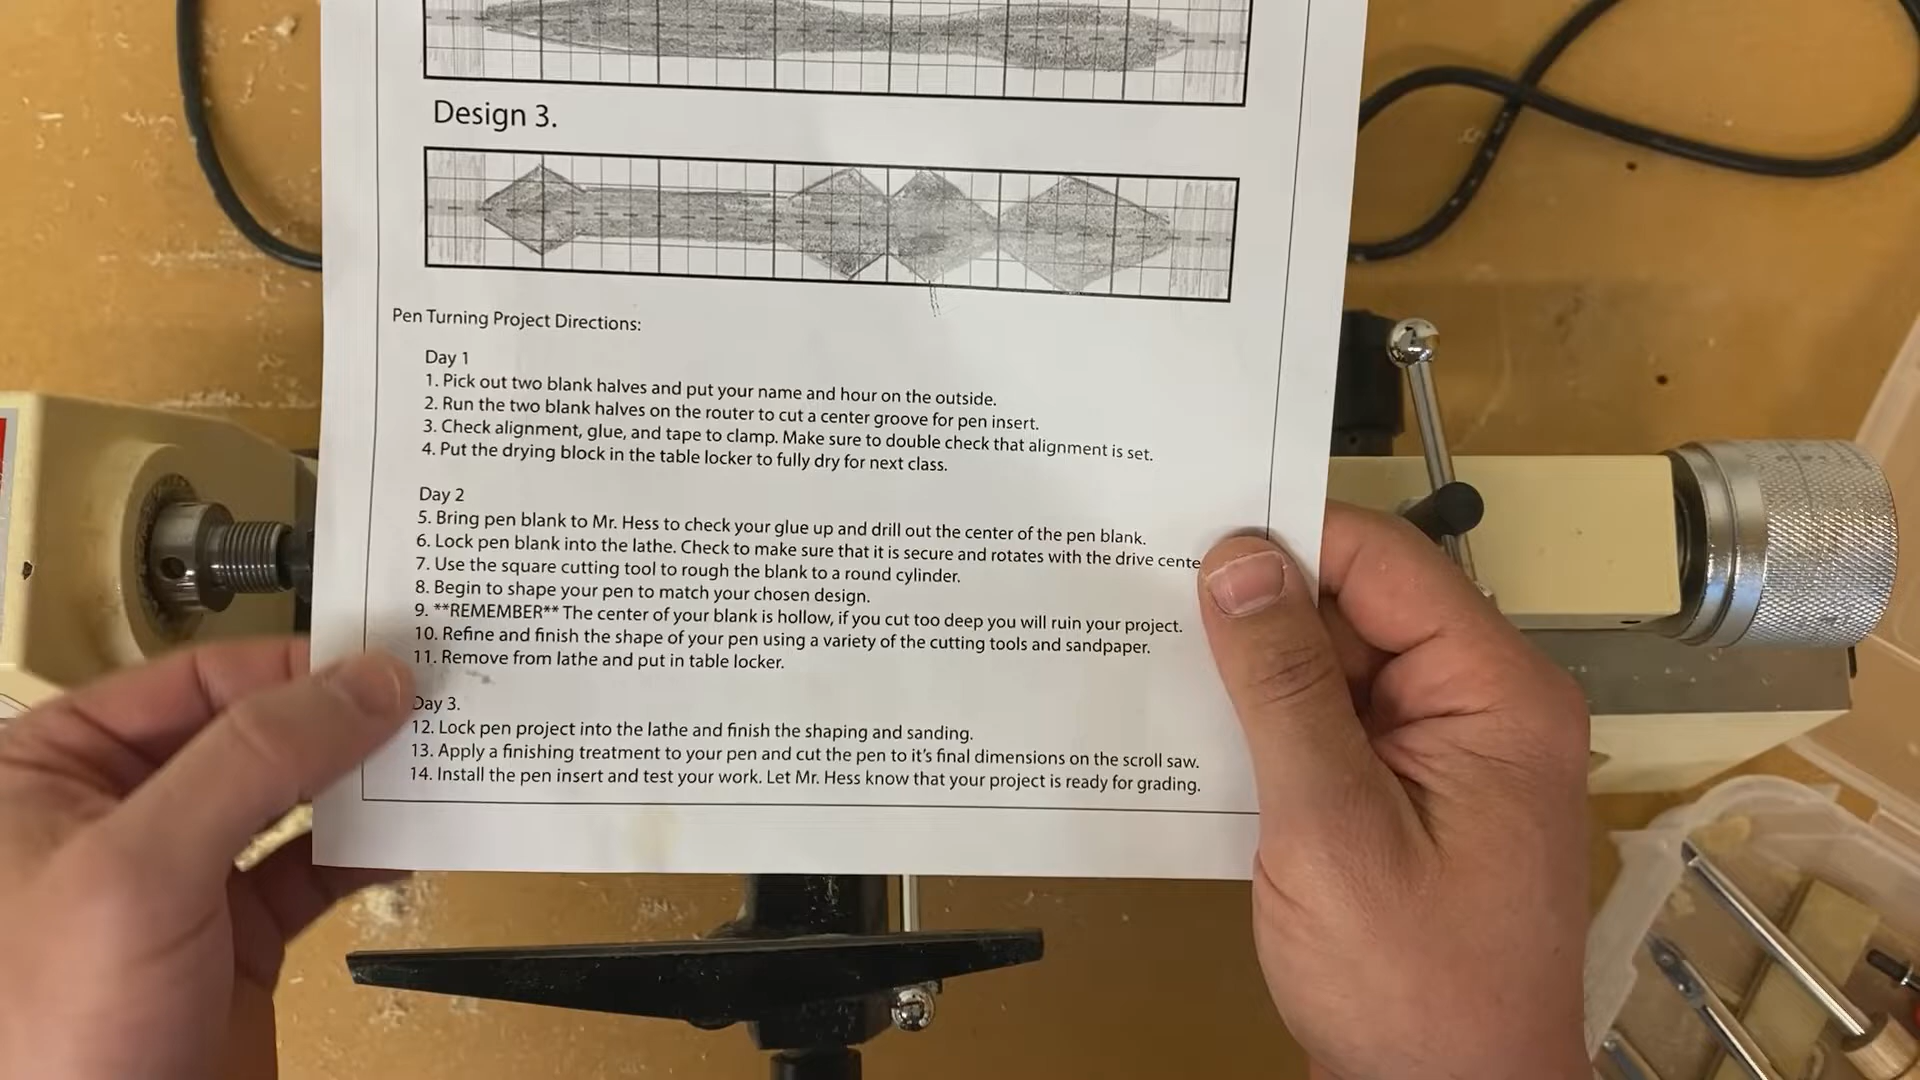 Design 3.
Pen Turning Project Directions:
Day 1
1. Pick out two blank halves and put your name and hour on the outside.
2. Run the two blank halves on the router to cut a center groove for pen insert.
3. Check alignment, glue, and tape to clamp. Make sure to double check that alignment is set.
4. Put the drying block in the table locker to fully dry for next class.
Day 2
5. Bring pen blank to Mr. Hess to check your glue up and drill out the center of the pen blank.
6. Lock pen blank into the lathe. Check to make sure that it is secure and rotates with the drive cente
7. Use the square cutting tool to rough the blank to a round cylinder.
8. Begin to shape your pen to match your chosen design.
9. **REMEMBER** The center of your blank is hollow, if you cut too deep you will ruin your project.
10. Refine and finish the shape of your pen using a variety of the cutting tools and sandpaper.
11. Remove from lathe and put in table locker.
Day 3.
12. Lock pen project into the lathe and finish the shaping and sanding.
13. Apply a finishing treatment to your pen and cut the pen to it's final dimensions on the scroll saw.
14. Install the pen insert and test your work. Let Mr. Hess know that your project is ready for grading.